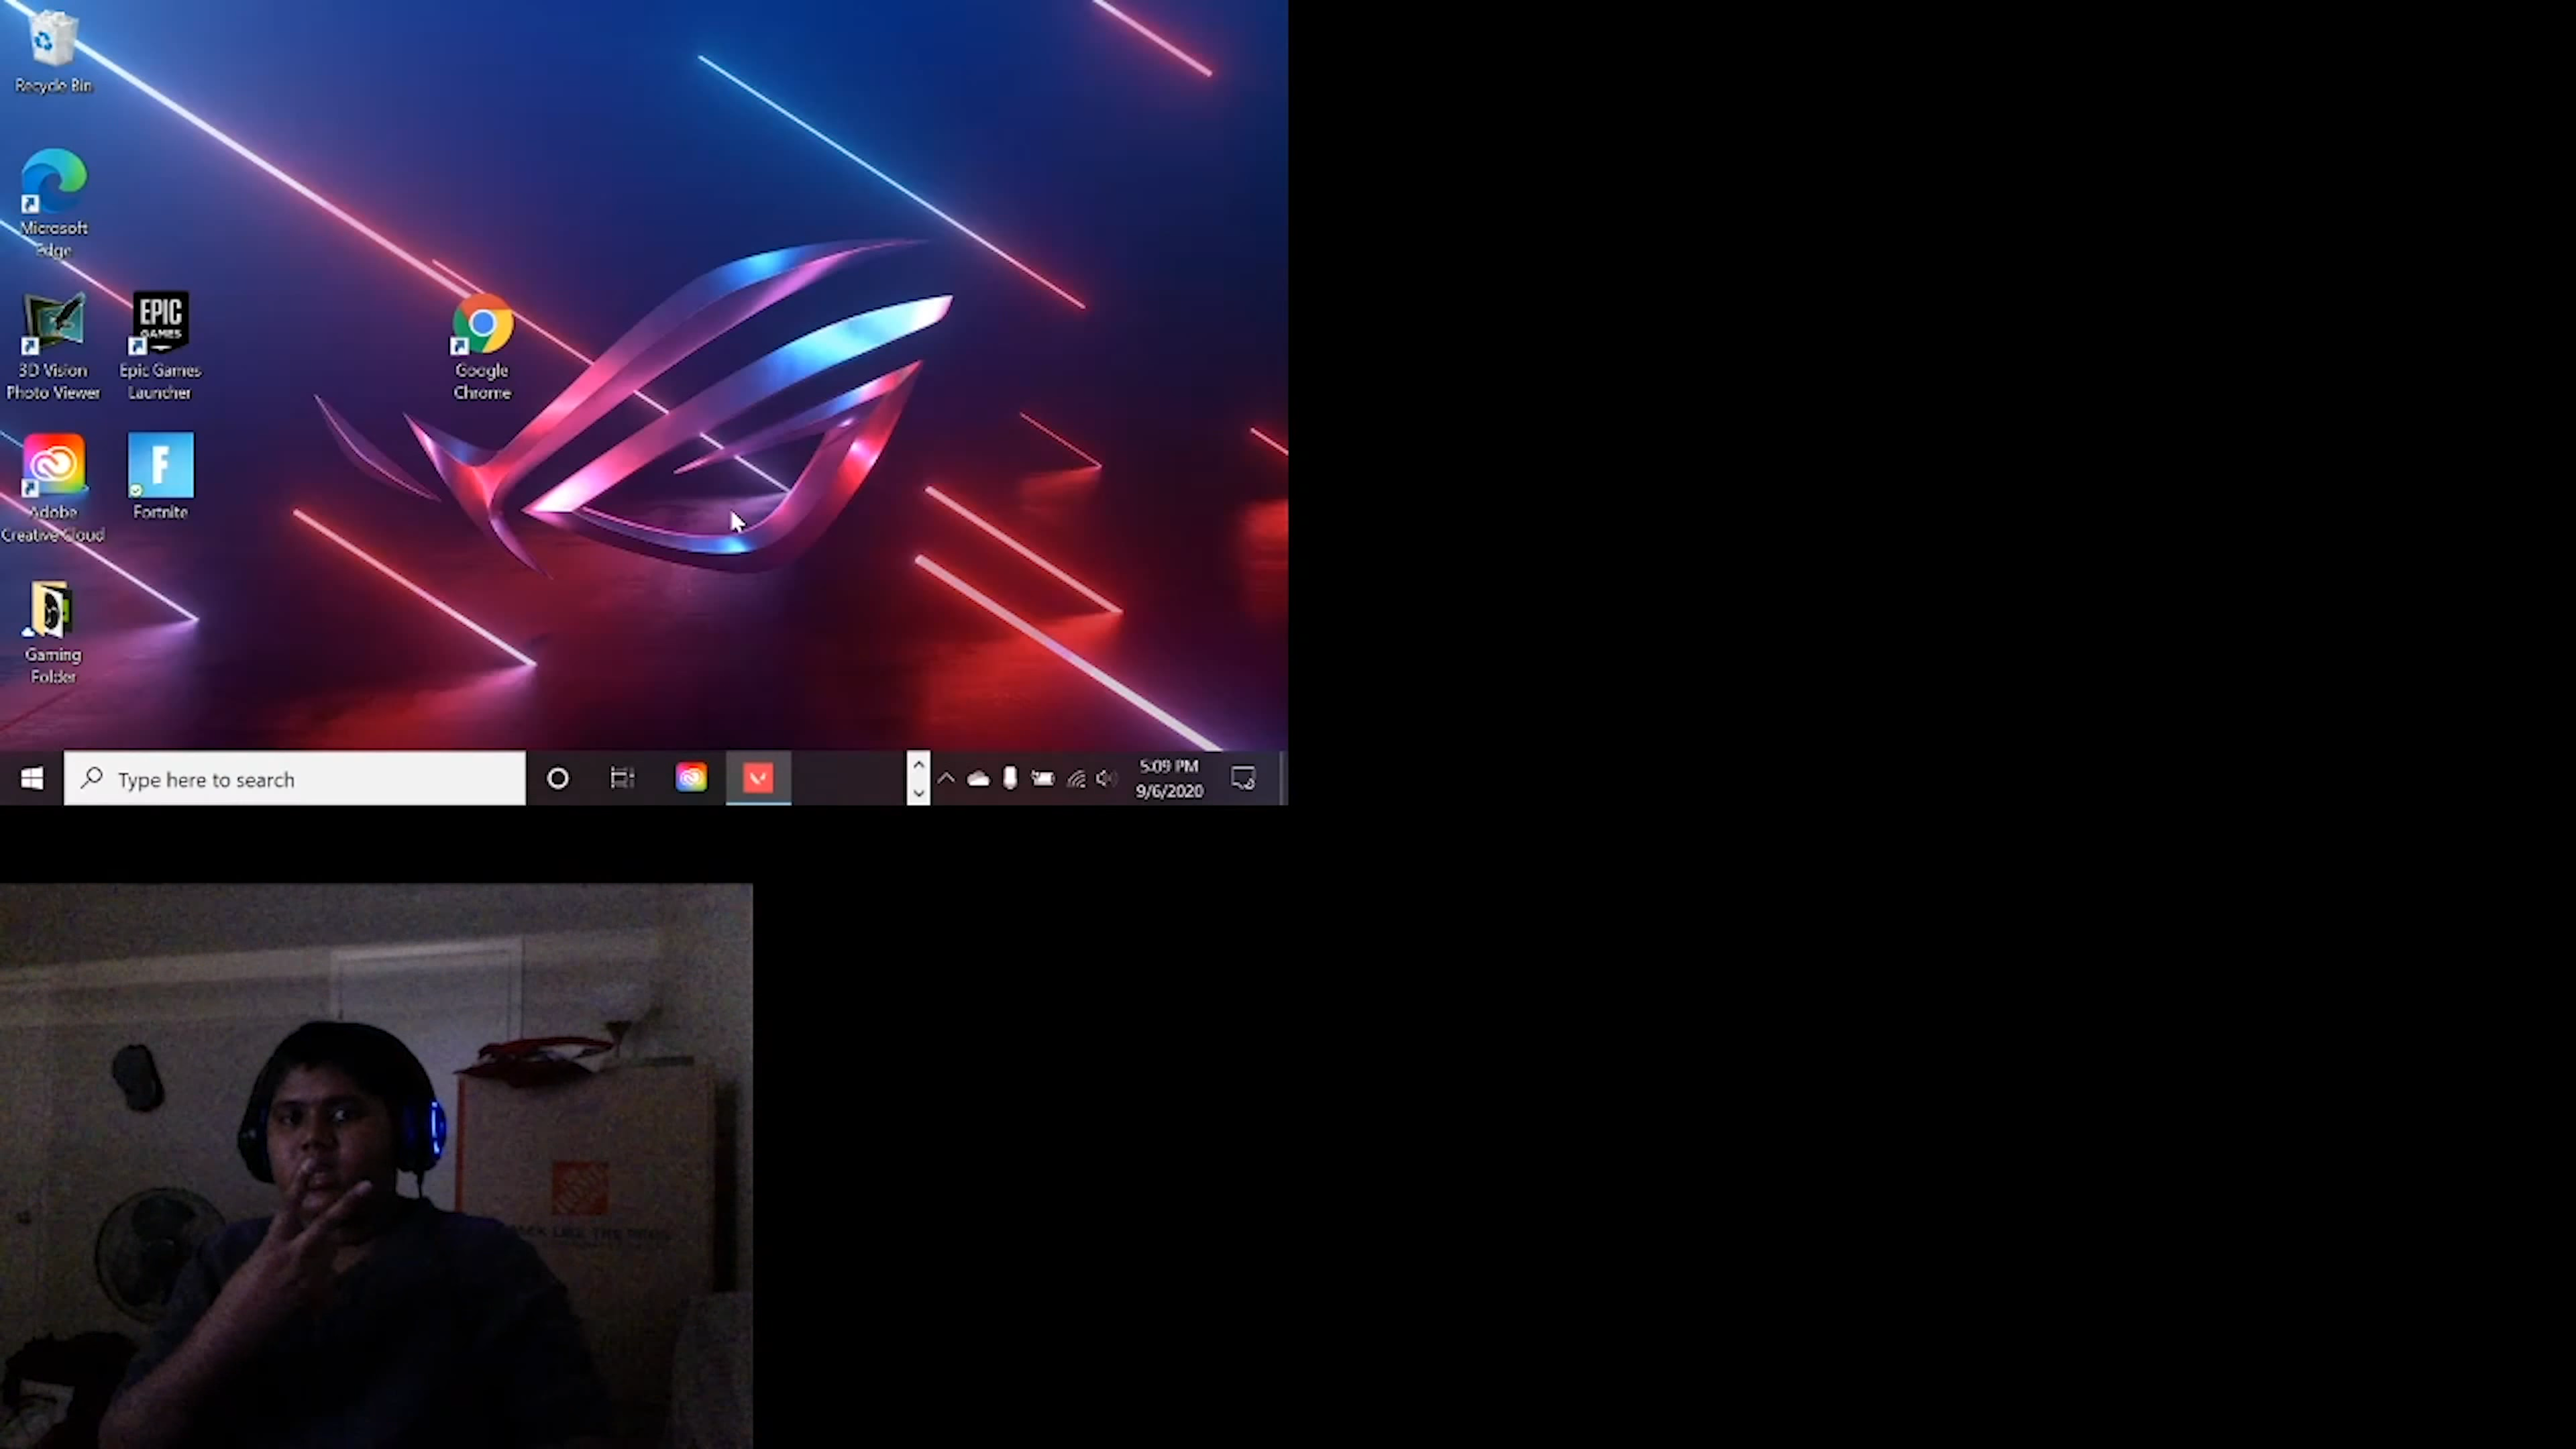 Recycle Bin
Microsoft
Edge
3D Vision
Photo Viewer
EPIC
GAMES
Epic Games
Launcher
Google
Chrome
Adobe
Creative Cloud
F
Fortnite
Gaming
Folder
Type here to search
5:09 PM
9/6/2020